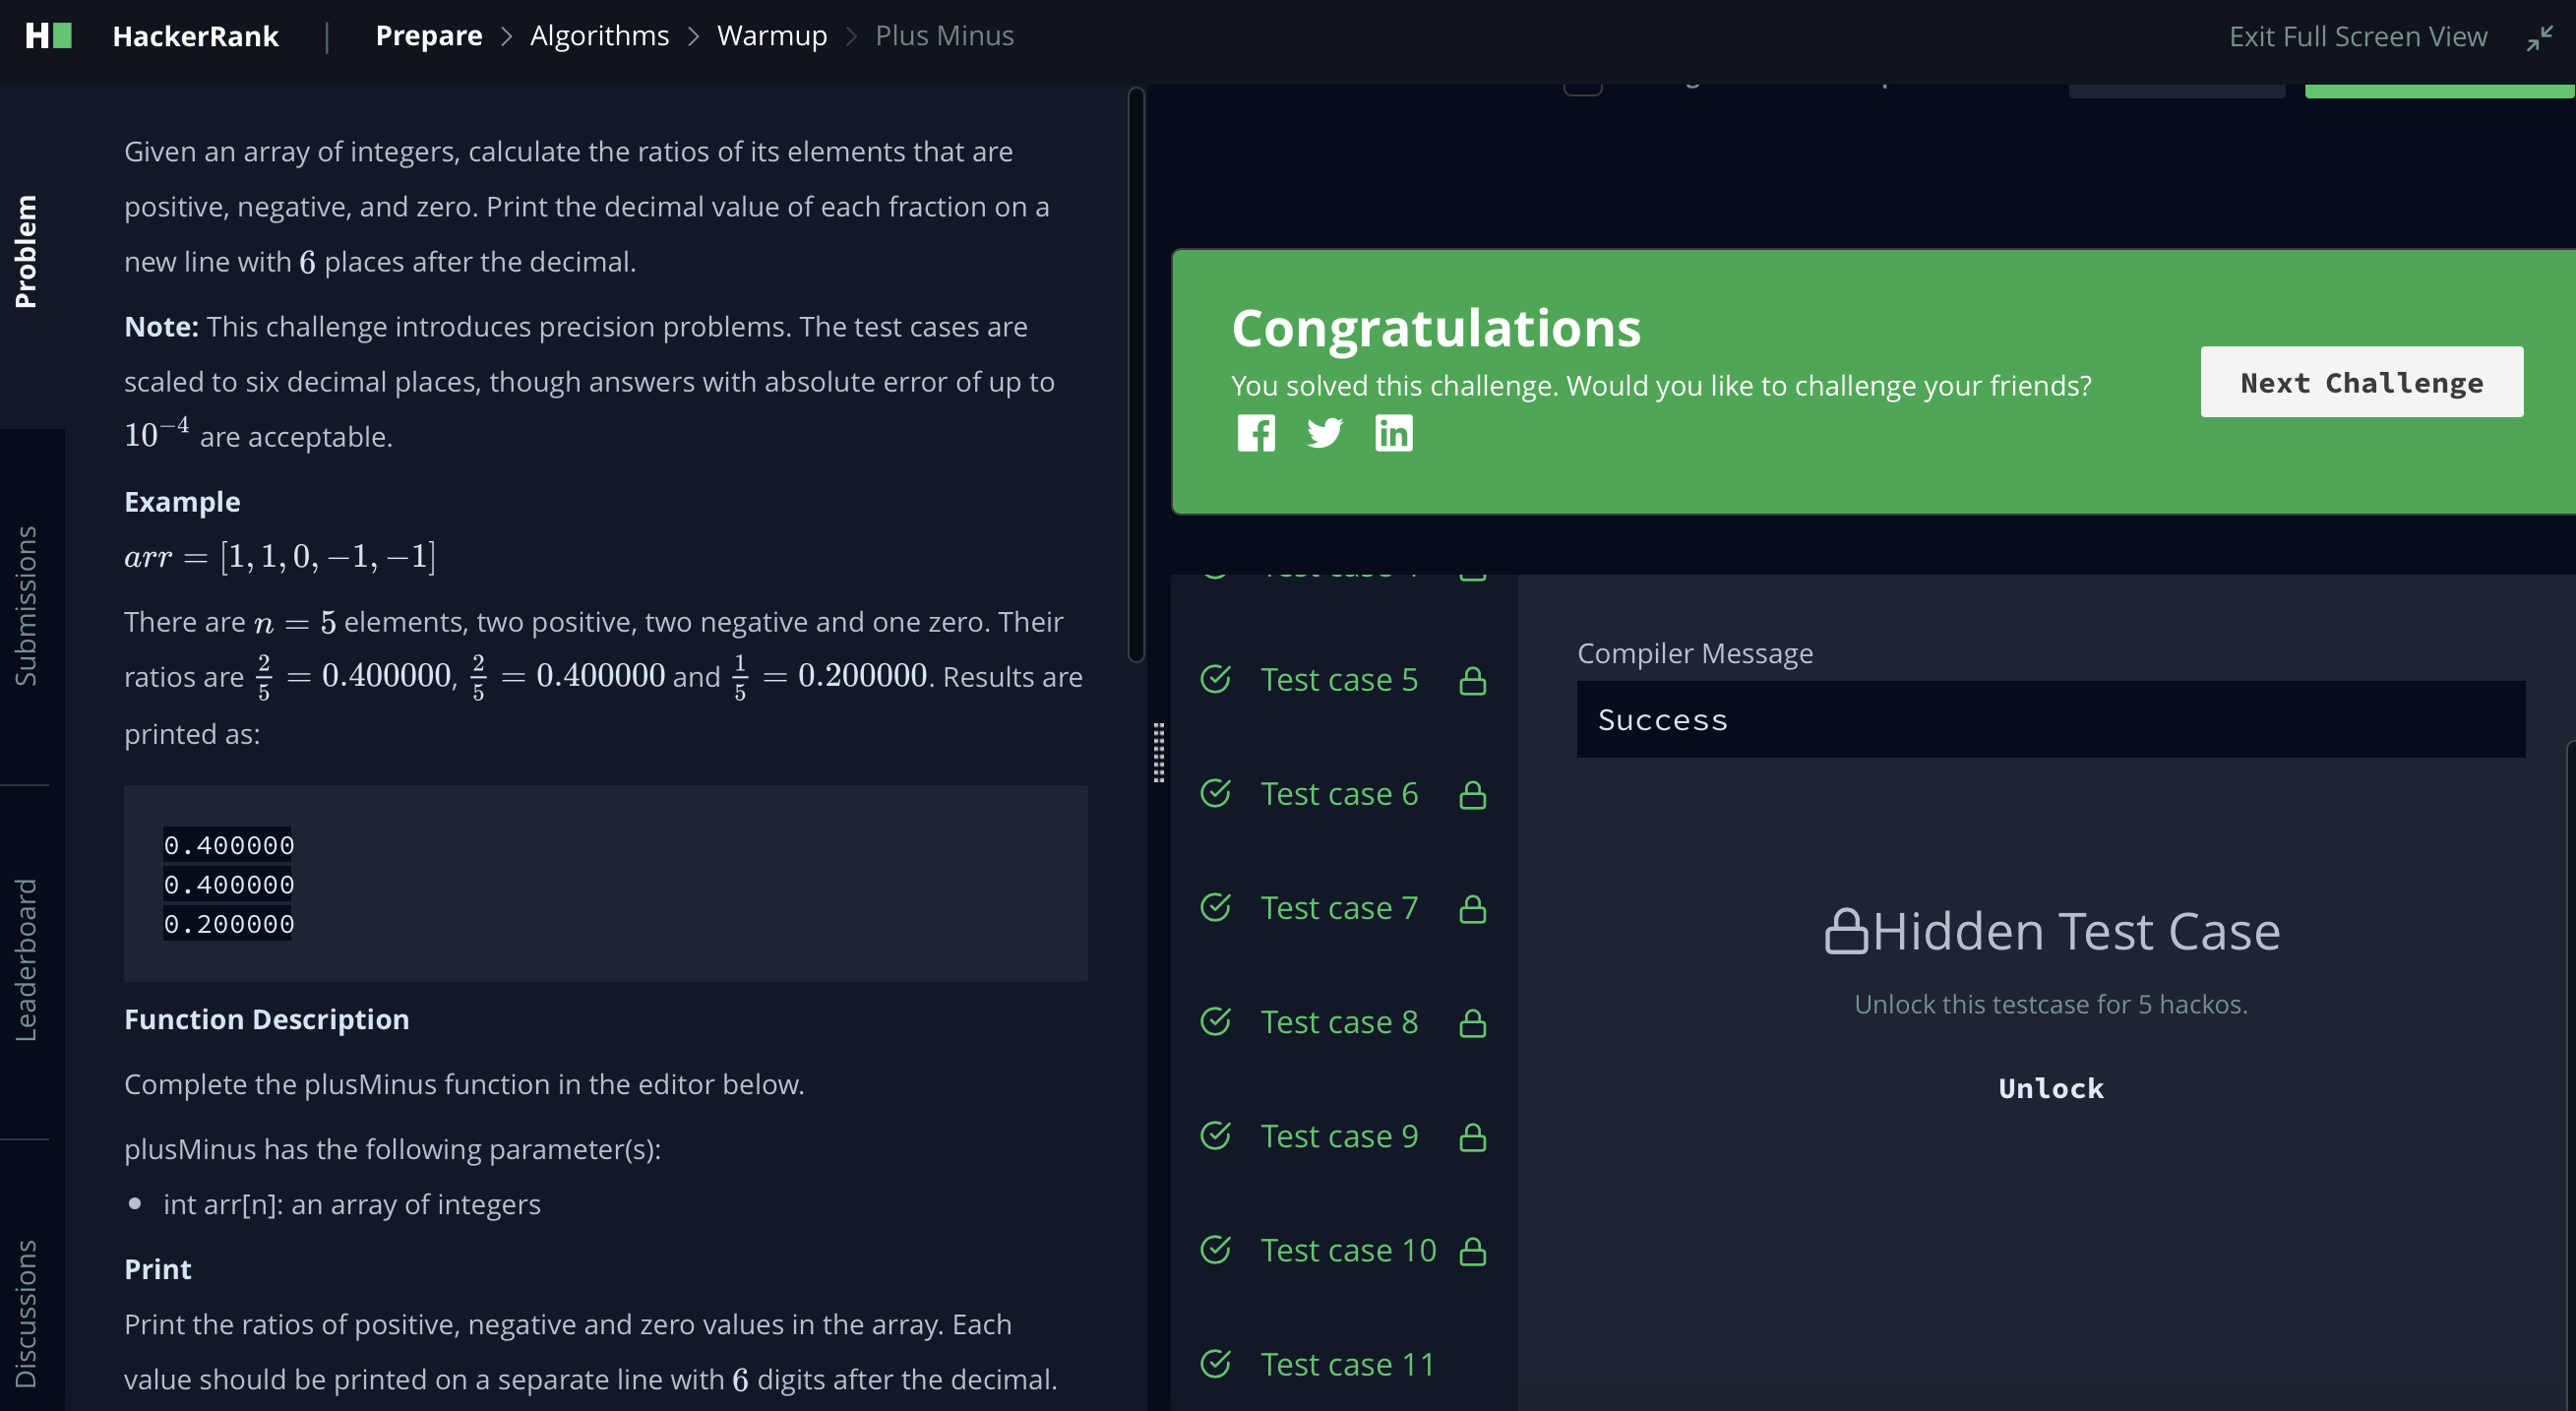 HackerRank | Prepare > Algorithms > Warmup > Plus Minus
Exit Full Screen View
Problem
Submissions
Leaderboard
Discussions
Given an array of integers, calculate the ratios of its elements that are
positive, negative, and zero. Print the decimal value of each fraction on a
new line with 6 places after the decimal.
Note: This challenge introduces precision problems. The test cases are
scaled to six decimal places, though answers with absolute error of up to
10⁻⁴ are acceptable.
Example
arr = [1, 1, 0, −1, −1]
There are n = 5 elements, two positive, two negative and one zero. Their
ratios are 2/5 = 0.400000, 2/5 = 0.400000 and 1/5 = 0.200000. Results are
printed as:
0.400000
0.400000
0.200000
Function Description
Complete the plusMinus function in the editor below.
plusMinus has the following parameter(s):
• int arr[n]: an array of integers
Print
Print the ratios of positive, negative and zero values in the array. Each
value should be printed on a separate line with 6 digits after the decimal.
Congratulations
You solved this challenge. Would you like to challenge your friends?
Next Challenge
Test case 5
Test case 6
Test case 7
Test case 8
Test case 9
Test case 10
Test case 11
Compiler Message
Success
Hidden Test Case
Unlock this testcase for 5 hackos.
Unlock